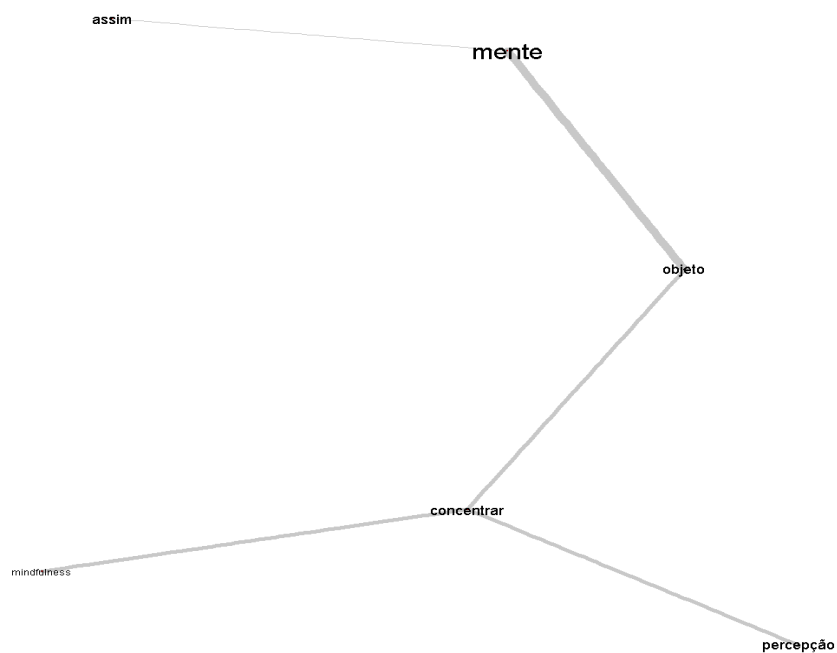 assim
mente
objeto
concentrar
mindfulness
percepção